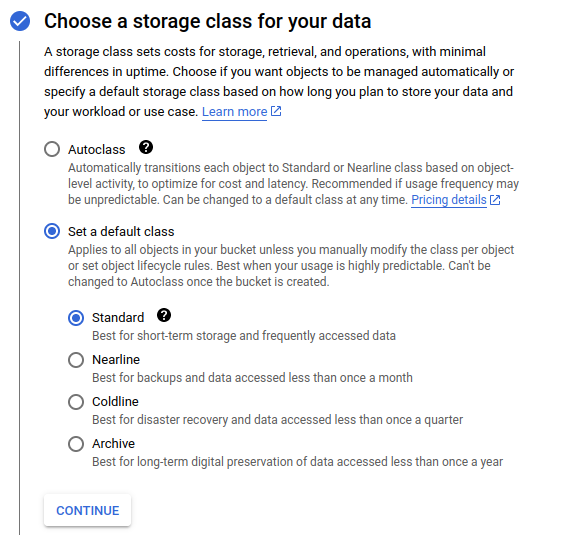 Choose a storage class for your data
A storage class sets costs for storage, retrieval, and operations, with minimal
differences in uptime. Choose if you want objects to be managed automatically or
specify a default storage class based on how long you plan to store your data and
your workload or use case. Learn more
Autoclass ?
Automatically transitions each object to Standard or Nearline class based on object-
level activity, to optimize for cost and latency. Recommended if usage frequency may
be unpredictable. Can be changed to a default class at any time. Pricing details
Set a default class
Applies to all objects in your bucket unless you manually modify the class per object
or set object lifecycle rules. Best when your usage is highly predictable. Can't be
changed to Autoclass once the bucket is created.
Standard ?
Best for short-term storage and frequently accessed data
Nearline
Best for backups and data accessed less than once a month
Coldline
Best for disaster recovery and data accessed less than once a quarter
Archive
Best for long-term digital preservation of data accessed less than once a year
CONTINUE